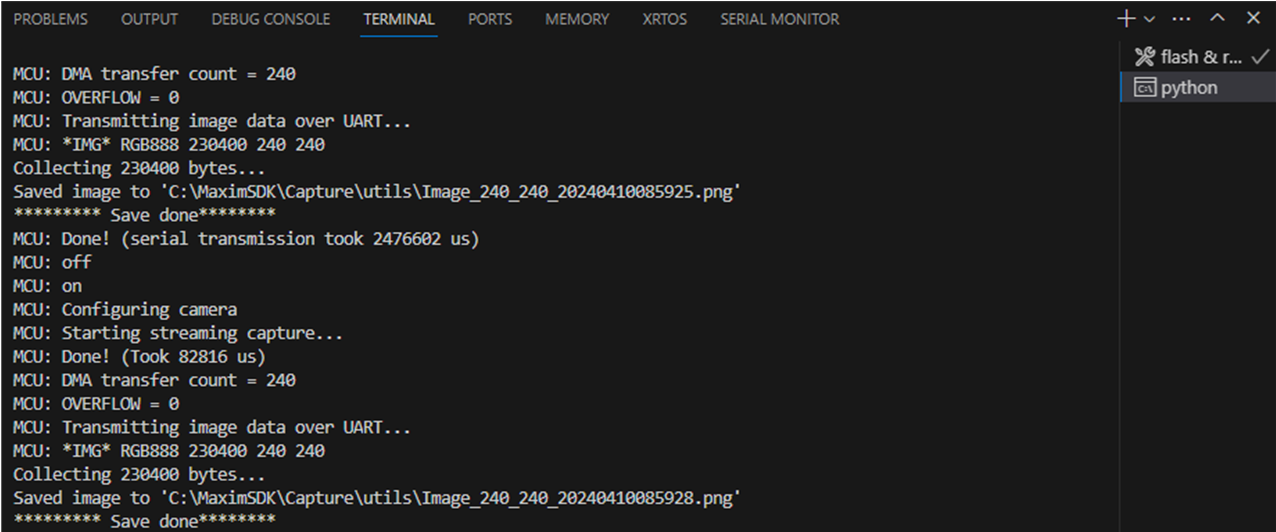 PROBLEMS OUTPUT DEBUG CONSOLE TERMINAL PORTS MEMORY XRTOS SERIAL MONITOR
flash & r...
python
MCU: DMA transfer count = 240
MCU: OVERFLOW = 0
MCU: Transmitting image data over UART...
MCU: *IMG* RGB888 230400 240 240
Collecting 230400 bytes...
Saved image to 'C:\MaximSDK\Capture\utils\Image_240_240_20240410085925.png'
********* Save done********
MCU: Done! (serial transmission took 2476602 us)
MCU: off
MCU: on
MCU: Configuring camera
MCU: Starting streaming capture...
MCU: Done! (Took 82816 us)
MCU: DMA transfer count = 240
MCU: OVERFLOW = 0
MCU: Transmitting image data over UART...
MCU: *IMG* RGB888 230400 240 240
Collecting 230400 bytes...
Saved image to 'C:\MaximSDK\Capture\utils\Image_240_240_20240410085928.png'
********* Save done********